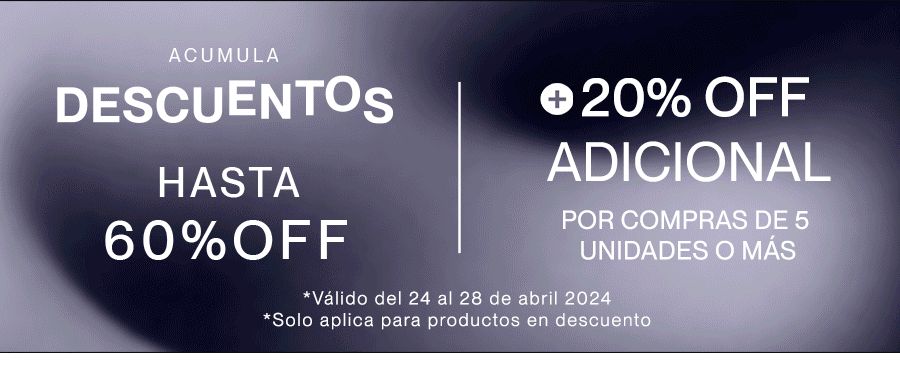 ACUMULA
DESCUENTOS
HASTA
60%OFF
+20% OFF
ADICIONAL
POR COMPRAS DE 5
UNIDADES O MÁS
*Válido del 24 al 28 de abril 2024
*Solo aplica para productos en descuento